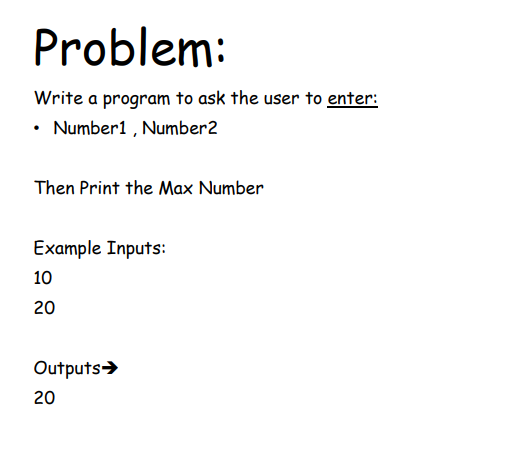 Problem:
Write a program to ask the user to enter:
• Number1 , Number2
Then Print the Max Number
Example Inputs:
10
20
Outputs➔
20